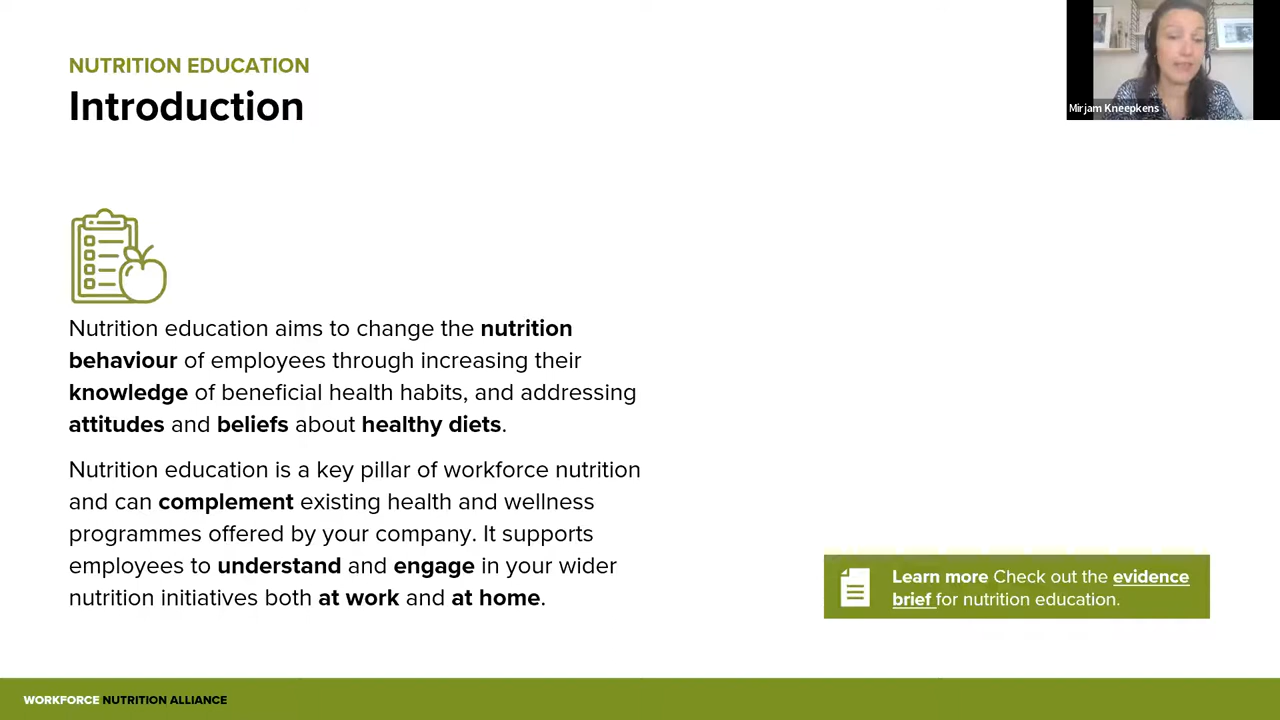 NUTRITION EDUCATION
Introduction
Mirjam Kneepkens
Nutrition education aims to change the nutrition
behaviour of employees through increasing their
knowledge of beneficial health habits, and addressing
attitudes and beliefs about healthy diets.
Nutrition education is a key pillar of workforce nutrition
and can complement existing health and wellness
programmes offered by your company. It supports
employees to understand and engage in your wider
nutrition initiatives both at work and at home.
Learn more Check out the evidence
brief for nutrition education.
WORKFORCE NUTRITION ALLIANCE